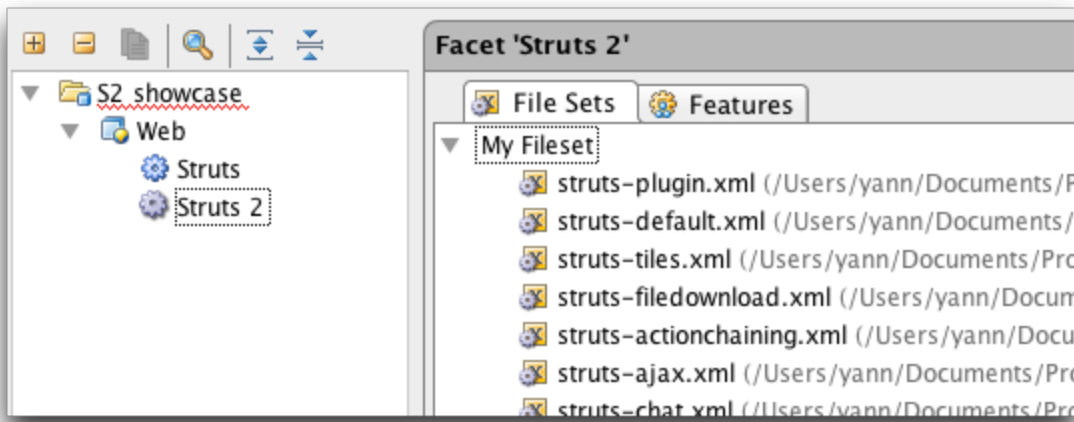 S2 showcase
Web
Struts
Struts 2
Facet 'Struts 2'
File Sets
Features
My Fileset
struts-plugin.xml (/Users/yann/Documents/P
struts-default.xml (/Users/yann/Documents/
struts-tiles.xml (/Users/yann/Documents/Pro
struts-filedownload.xml (/Users/yann/Docum
struts-actionchaining.xml (/Users/yann/Docu
struts-ajax.xml (/Users/yann/Documents/Pro
struts-chat.xml (/Users/yann/Documents/Pro